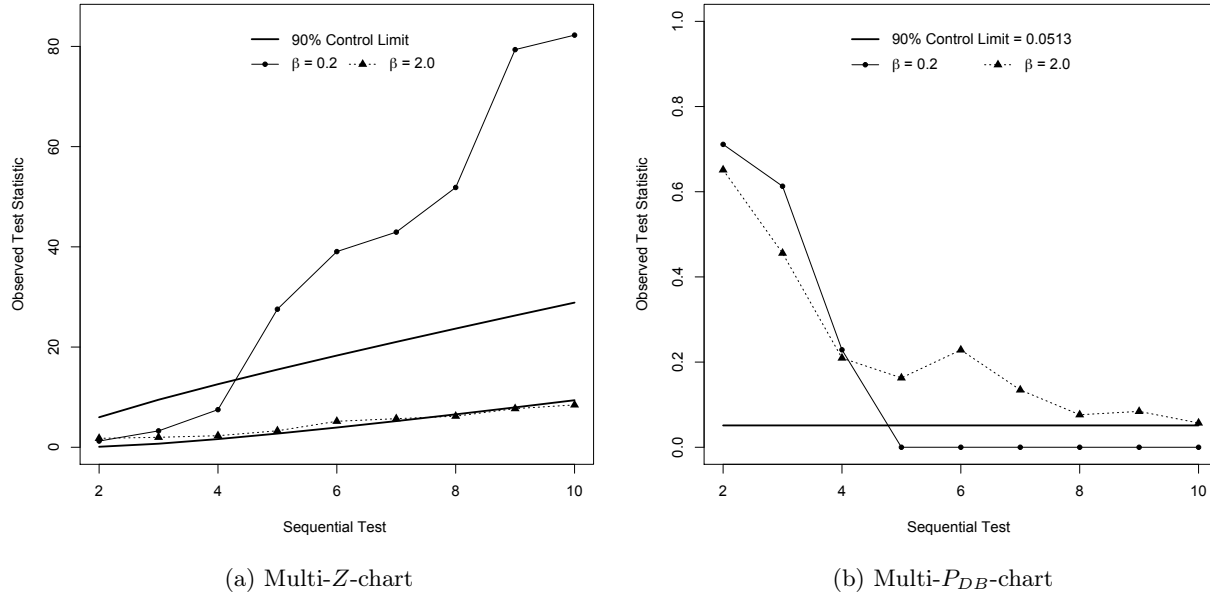 90% Control Limit
β = 0.2
β = 2.0
Observed Test Statistic
0
20
40
60
80
2
4
6
8
10
Sequential Test
(a) Multi-Z-chart
90% Control Limit = 0.0513
β = 0.2
β = 2.0
Observed Test Statistic
0.0
0.2
0.4
0.6
0.8
1.0
2
4
6
8
10
Sequential Test
(b) Multi-P_DB-chart